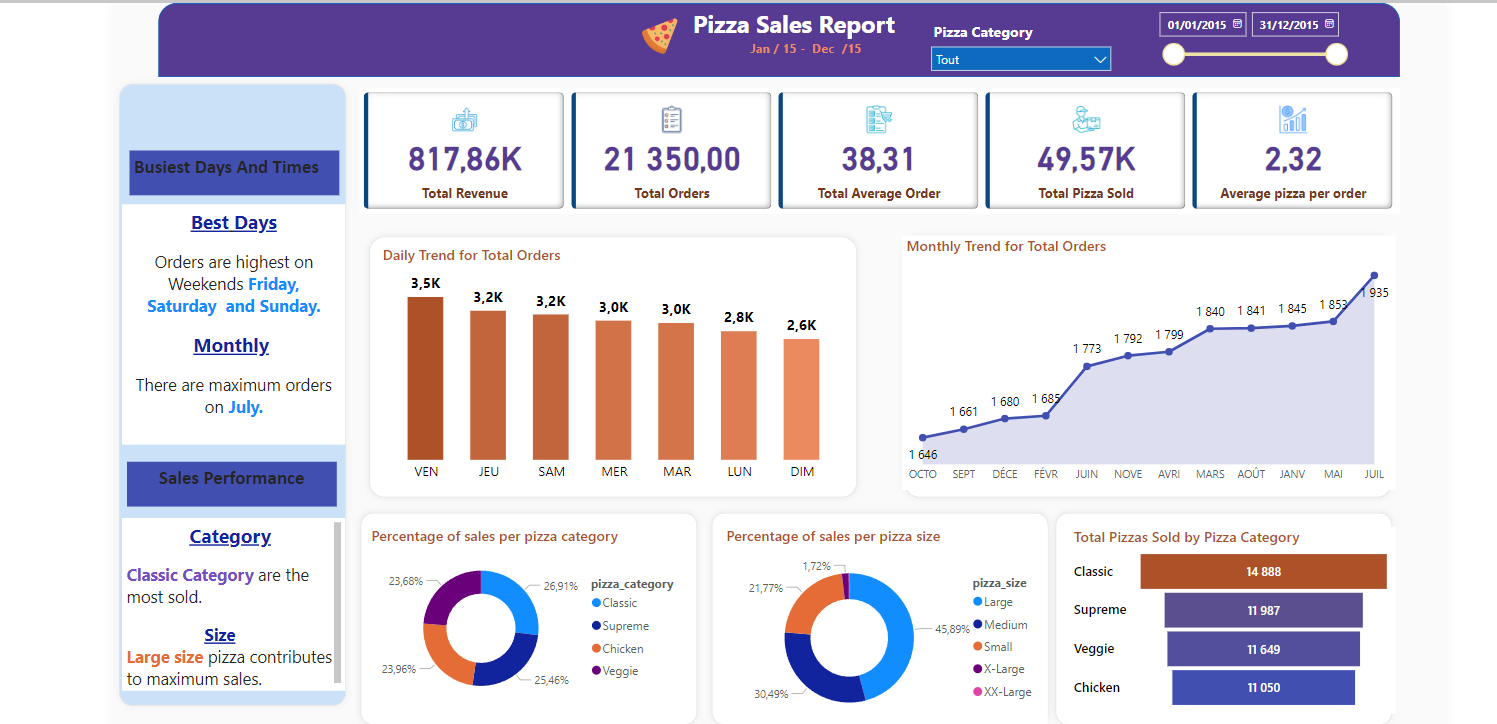 Pizza Sales Report
Jan / 15 - Dec /15
Pizza Category
Tout
01/01/2015
31/12/2015
Busiest Days And Times
Best Days
Orders are highest on
Weekends Friday,
Saturday and Sunday.
Monthly
There are maximum orders
on July.
Sales Performance
Category
Classic Category are the
most sold.
Size
Large size pizza contributes
to maximum sales.
817,86K
Total Revenue
21 350,00
Total Orders
38,31
Total Average Order
49,57K
Total Pizza Sold
2,32
Average pizza per order
Daily Trend for Total Orders
3,5K
3,2K
3,2K
3,0K
3,0K
2,8K
2,6K
VEN
JEU
SAM
MER
MAR
LUN
DIM
Monthly Trend for Total Orders
1 646
1 661
1 680
1 685
1 773
1 792
1 799
1 840
1 841
1 845
1 853
1 935
OCTO
SEPT
DÉCE
FÉVR
JUIN
NOVE
AVRI
MARS
AOÛT
JANV
MAI
JUIL
Percentage of sales per pizza category
23,68%
26,91%
23,96%
25,46%
pizza_category
Classic
Supreme
Chicken
Veggie
Percentage of sales per pizza size
1,72%
21,77%
45,89%
30,49%
pizza_size
Large
Medium
Small
X-Large
XX-Large
Total Pizzas Sold by Pizza Category
Classic
14 888
Supreme
11 987
Veggie
11 649
Chicken
11 050